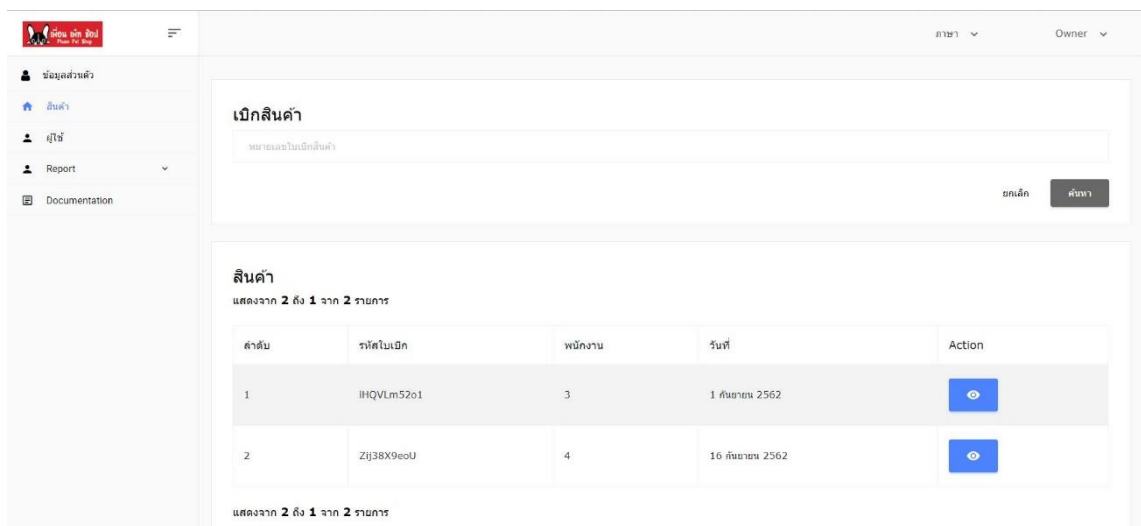 เพื่อน พัก ช้อป
Puan Pet Shop
ภาษา
Owner
ข้อมูลส่วนตัว
สินค้า
ผู้ใช้
Report
Documentation
เบิกสินค้า
หมายเลขใบเบิกสินค้า
ยกเลิก ค้นหา
สินค้า
แสดงจาก 2 ถึง 1 จาก 2 รายการ
ลำดับ รหัสใบเบิก พนักงาน วันที่ Action
1 iHQVLm52o1 3 1 กันยายน 2562
2 Zij38X9eoU 4 16 กันยายน 2562
แสดงจาก 2 ถึง 1 จาก 2 รายการ